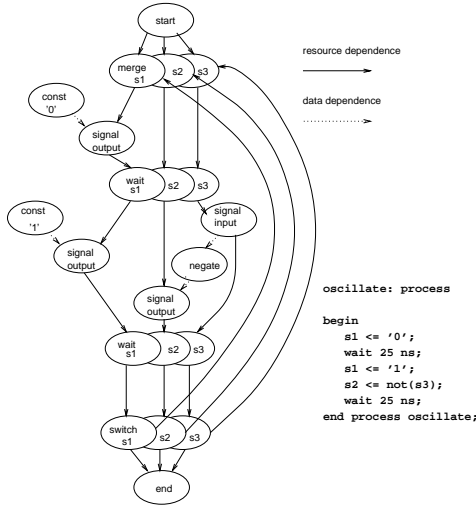 start
resource dependence
merge
s1
s2
s3
const
'0'
data dependence
signal
output
wait
s1
s2
s3
const
'1'
signal
input
signal
output
negate
signal
output
oscillate: process
begin
s1 <= '0';
wait 25 ns;
s1 <= '1';
s2 <= not(s3);
wait 25 ns;
end process oscillate;
wait
s1
s2
s3
switch
s1
s2
s3
end